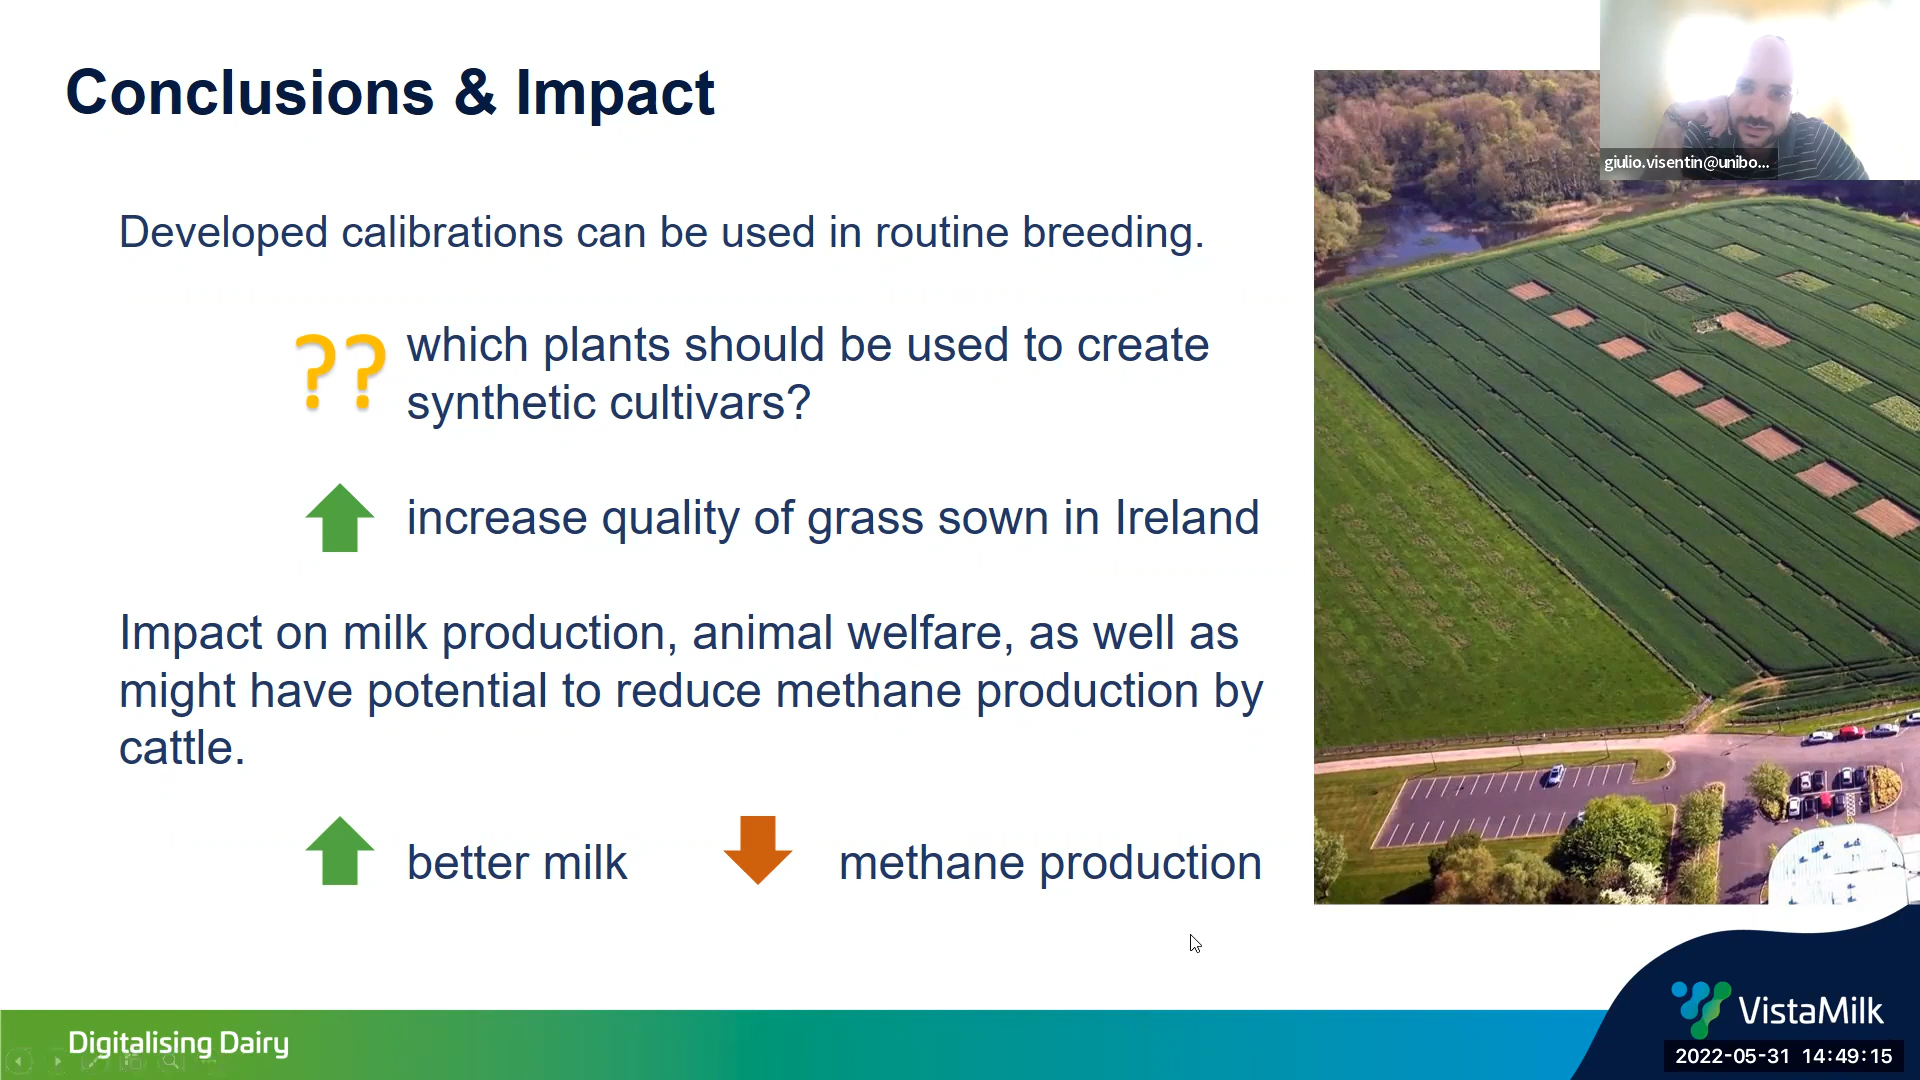 Conclusions & Impact
giulio.visentin@unibo...
Developed calibrations can be used in routine breeding.
?? which plants should be used to create
synthetic cultivars?
increase quality of grass sown in Ireland
Impact on milk production, animal welfare, as well as
might have potential to reduce methane production by
cattle.
better milk methane production
Digitalising Dairy
VistaMilk
2022-05-31 14:49:15